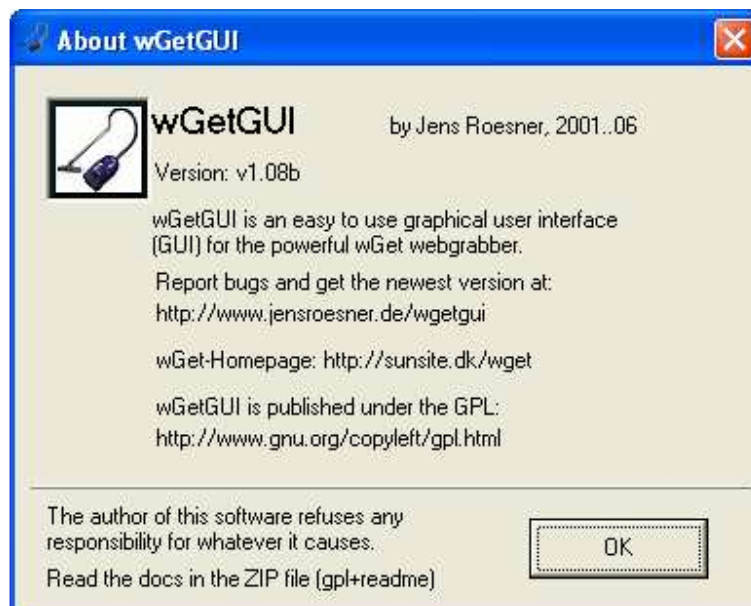 About wGetGUI
wGetGUI by Jens Roesner, 2001..06
Version: v1.08b
wGetGUI is an easy to use graphical user interface
(GUI) for the powerful wGet webgrabber.
Report bugs and get the newest version at:
http://www.jensroesner.de/wgetgui
wGet-Homepage: http://sunsite.dk/wget
wGetGUI is published under the GPL:
http://www.gnu.org/copyleft/gpl.html
The author of this software refuses any
responsibility for whatever it causes.
Read the docs in the ZIP file (gpl+readme)
OK